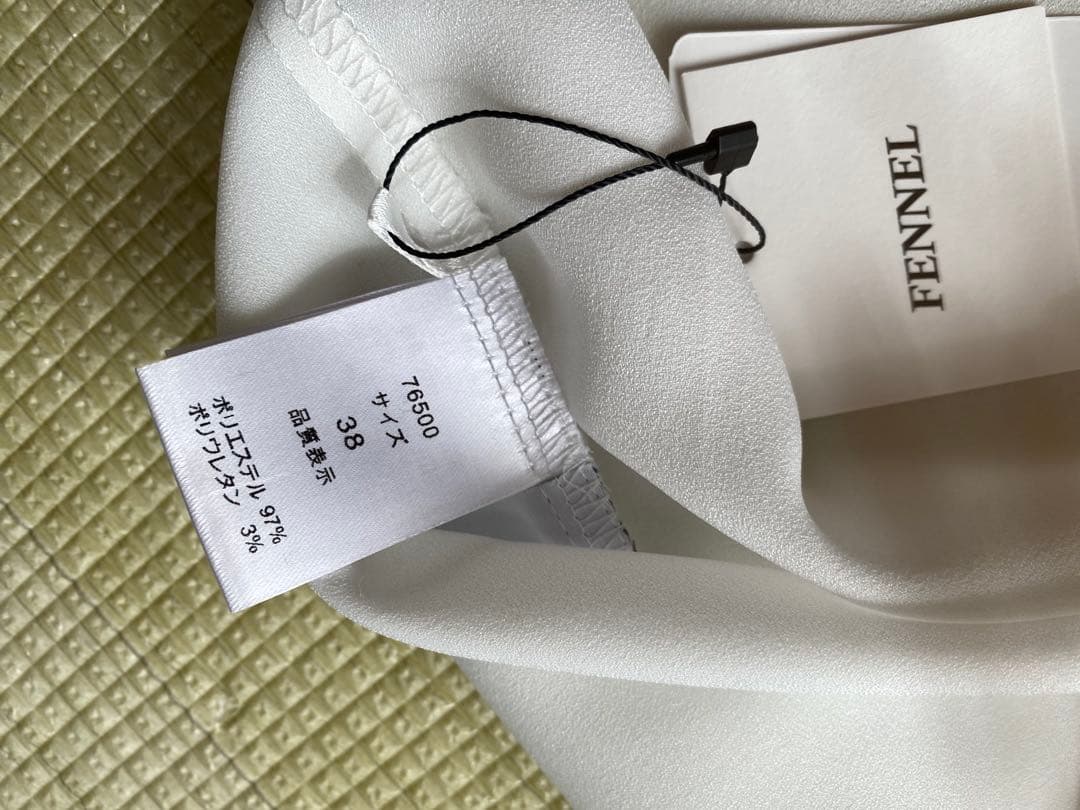 FENNEL
76500
サイズ
38
品質表示
ポリエステル 97%
ポリウレタン 3%